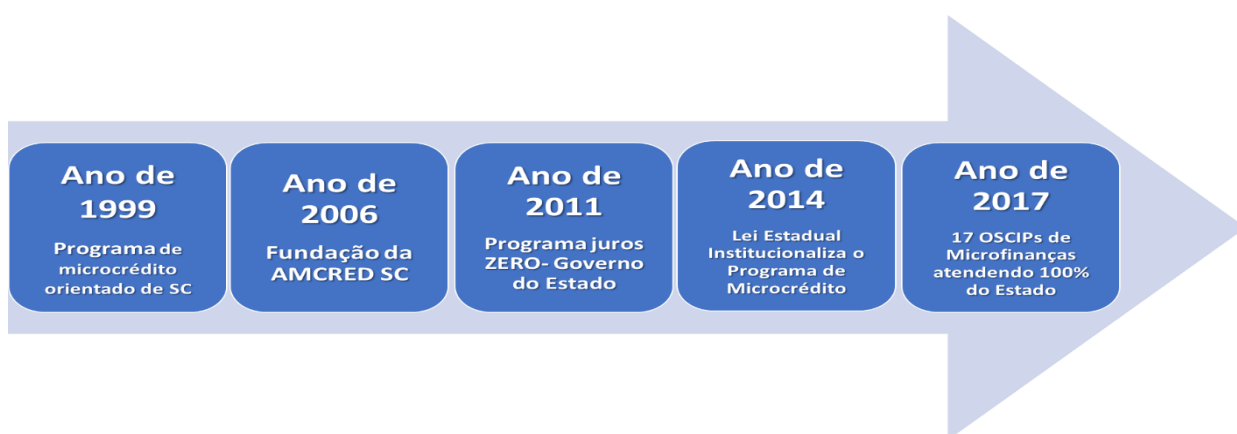 Ano de
1999
Programa de
microcrédito
orientado de SC
Ano de
2006
Fundação da
AMCRED SC
Ano de
2011
Programa juros
ZERO- Governo
do Estado
Ano de
2014
Lei Estadual
Institucionaliza o
Programa de
Microcrédito
Ano de
2017
17 OSCIPs de
Microfinanças
atendendo 100%
do Estado